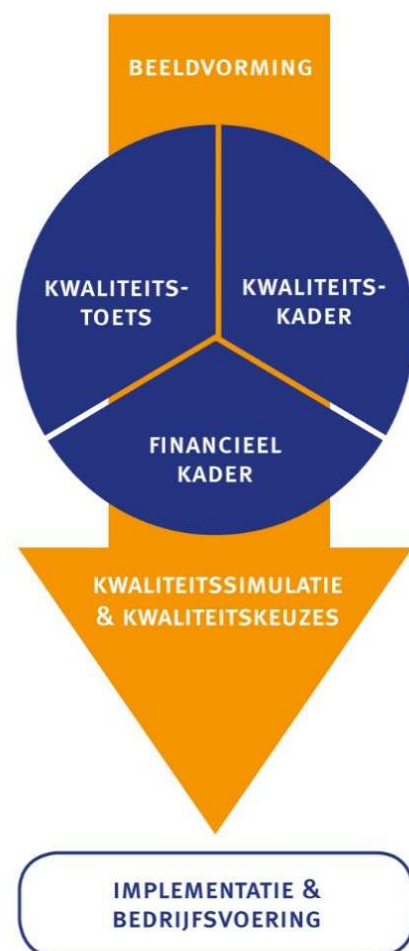 BEELDVORMING
KWALITEITS-
TOETS
KWALITEITS-
KADER
FINANCIEEL
KADER
KWALITEITSSIMULATIE
& KWALITEITSKEUZES
IMPLEMENTATIE &
BEDRIJFSVOERING